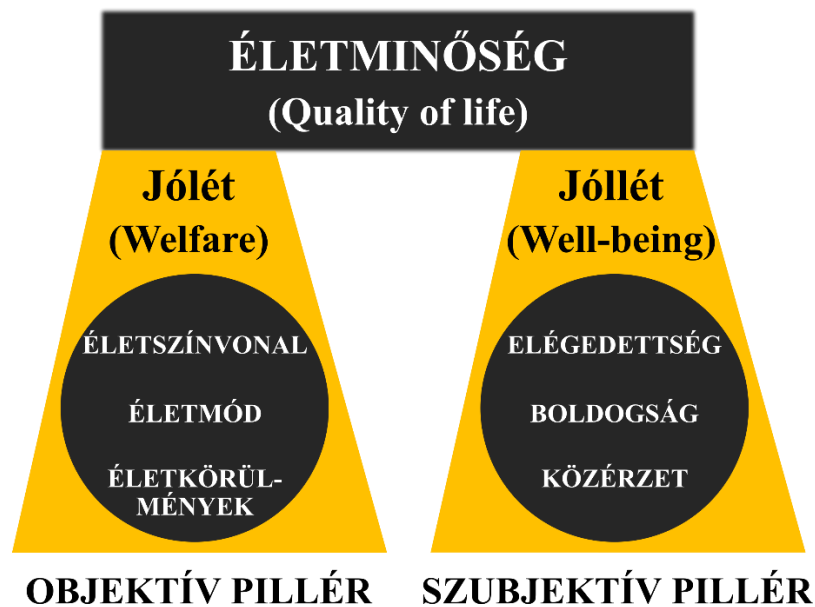 ÉLETMINŐSÉG
(Quality of life)
Jólét
(Welfare)
ÉLETSZÍNVONAL
ÉLETMÓD
ÉLETKÖRÜL-
MÉNYEK
OBJEKTÍV PILLÉR
Jóllét
(Well-being)
ELÉGEDETTSÉG
BOLDOGSÁG
KÖZÉRZET
SZUBJEKTÍV PILLÉR